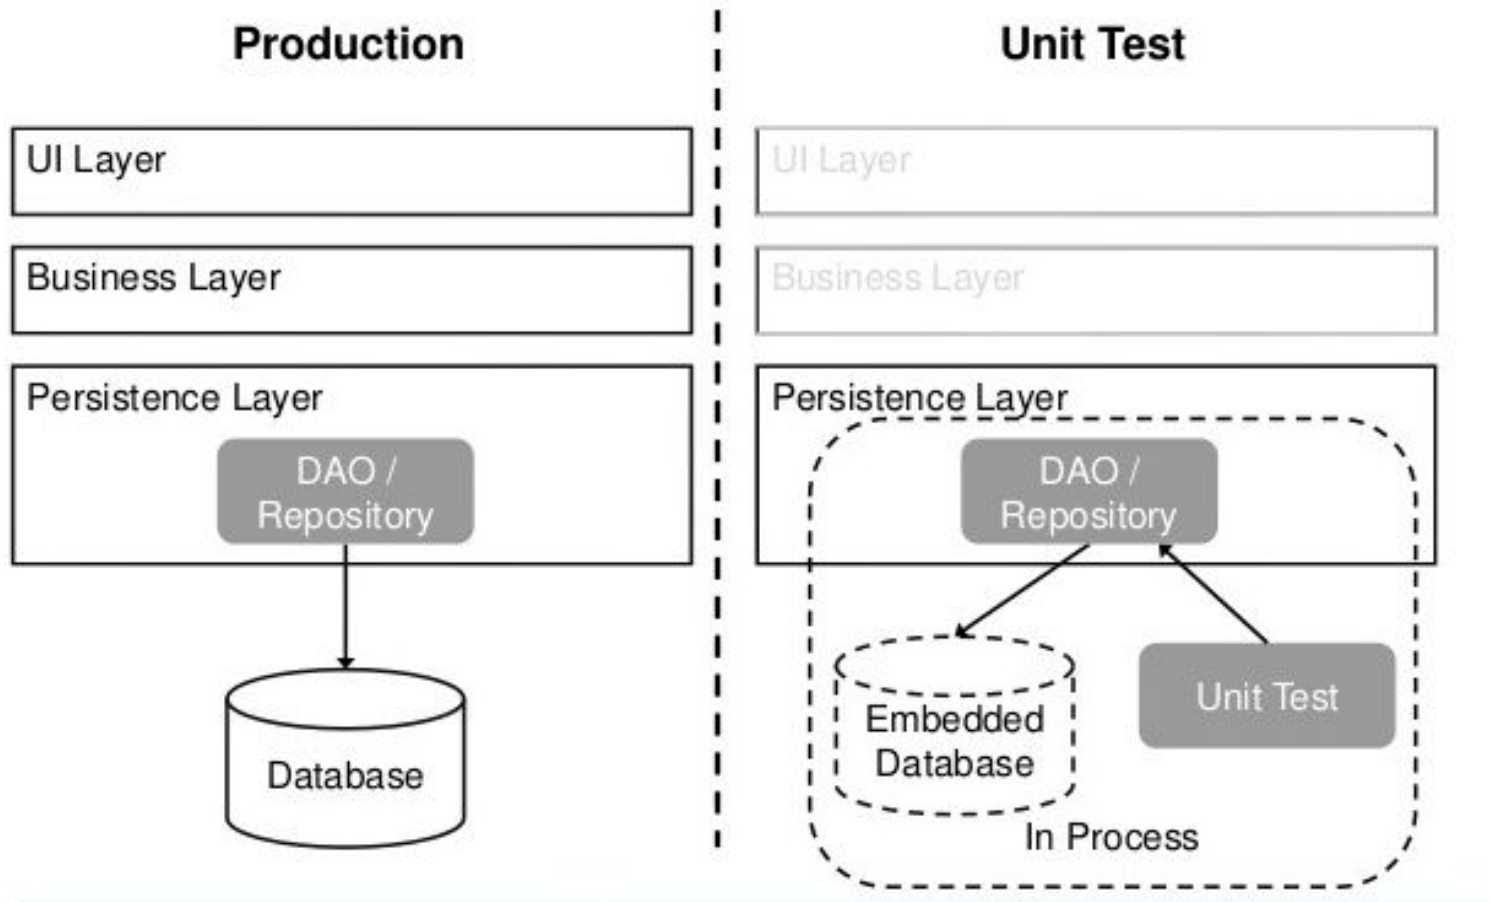 Production
UI Layer
Business Layer
Persistence Layer
DAO /
Repository
Database
Unit Test
UI Layer
Business Layer
Persistence Layer
DAO /
Repository
Embedded
Database
Unit Test
In Process